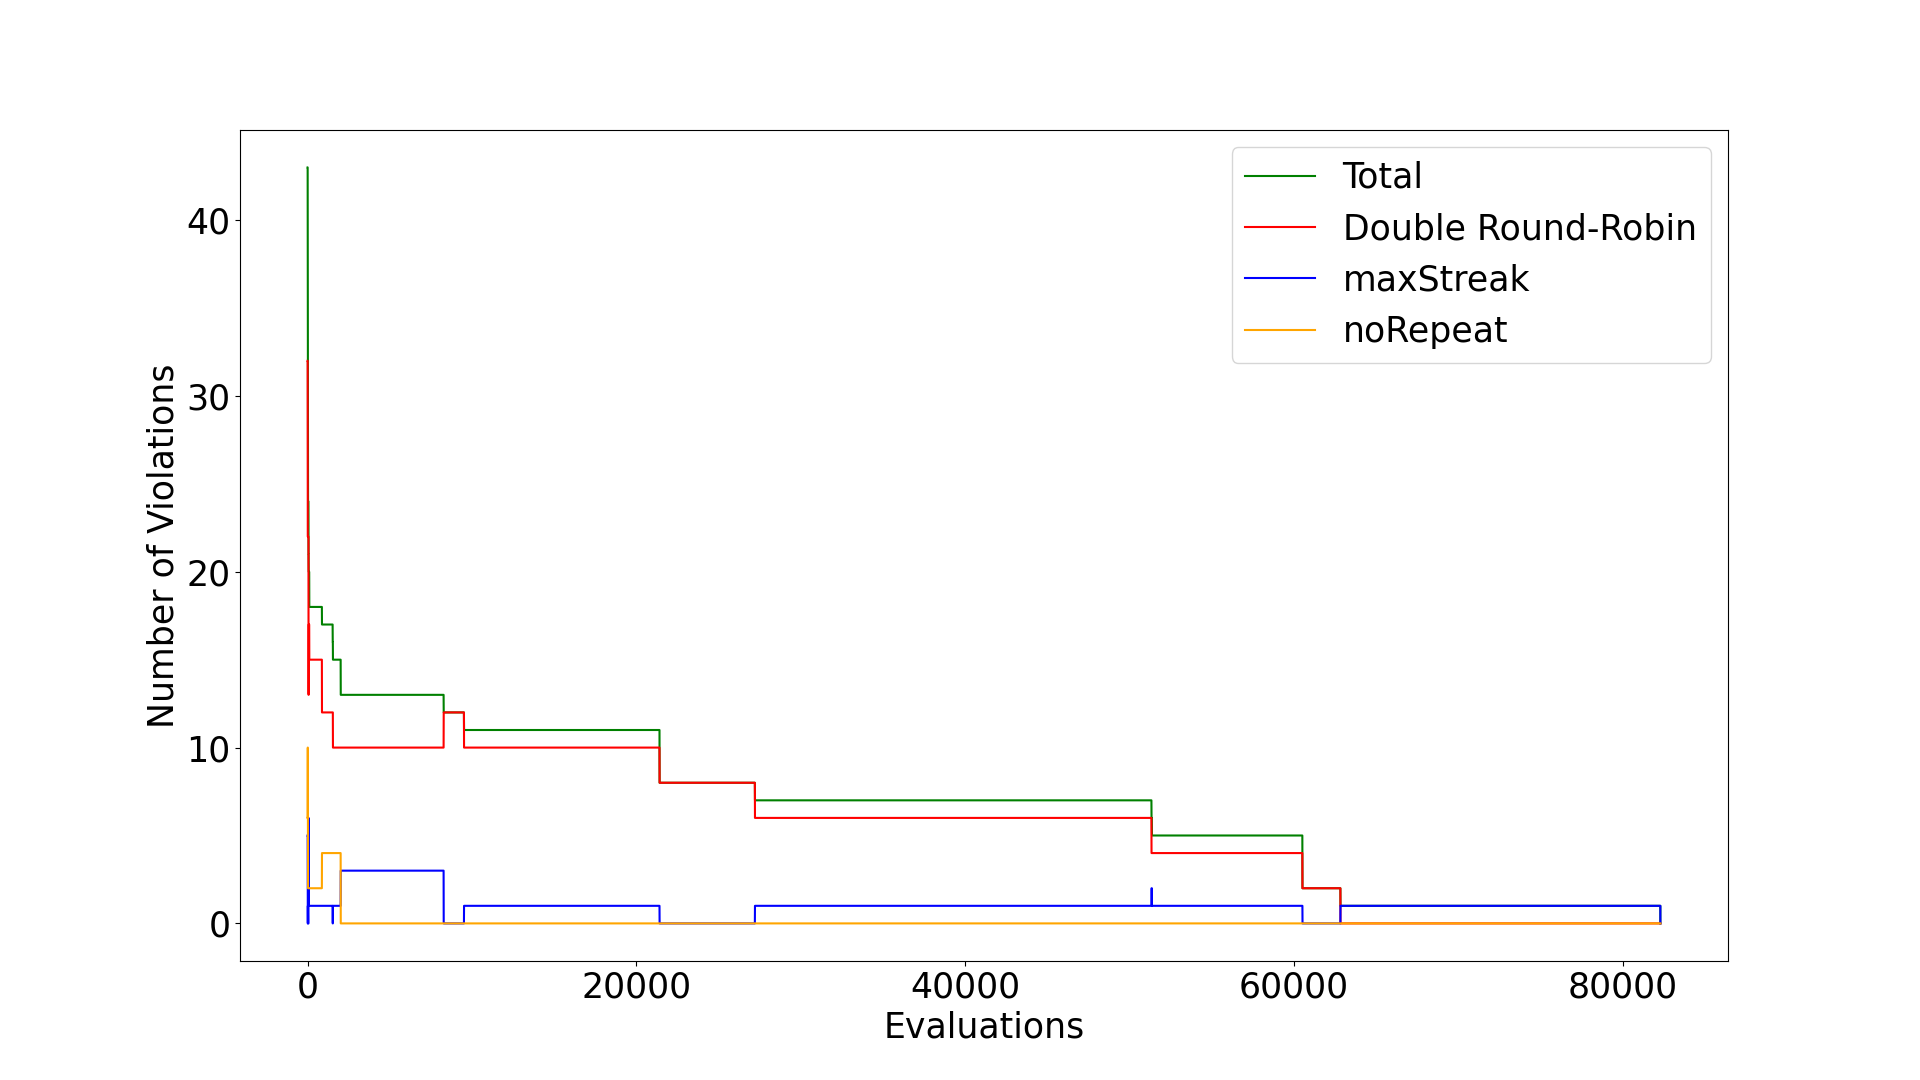 Number of Violations
40
30
20
10
0
Total
Double Round-Robin
maxStreak
noRepeat
0 20000 40000 60000 80000
Evaluations